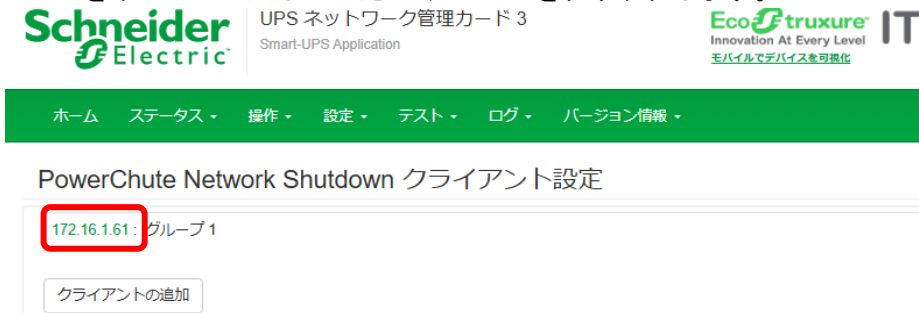 Schneider
Electric
UPS ネットワーク管理カード 3
Smart-UPS Application
EcoStruxure IT
Innovation At Every Level
モバイルでデバイスを可視化
ホーム ステータス 操作 設定 テスト ログ バージョン情報
PowerChute Network Shutdown クライアント設定
172.16.1.61 : グループ 1
クライアントの追加